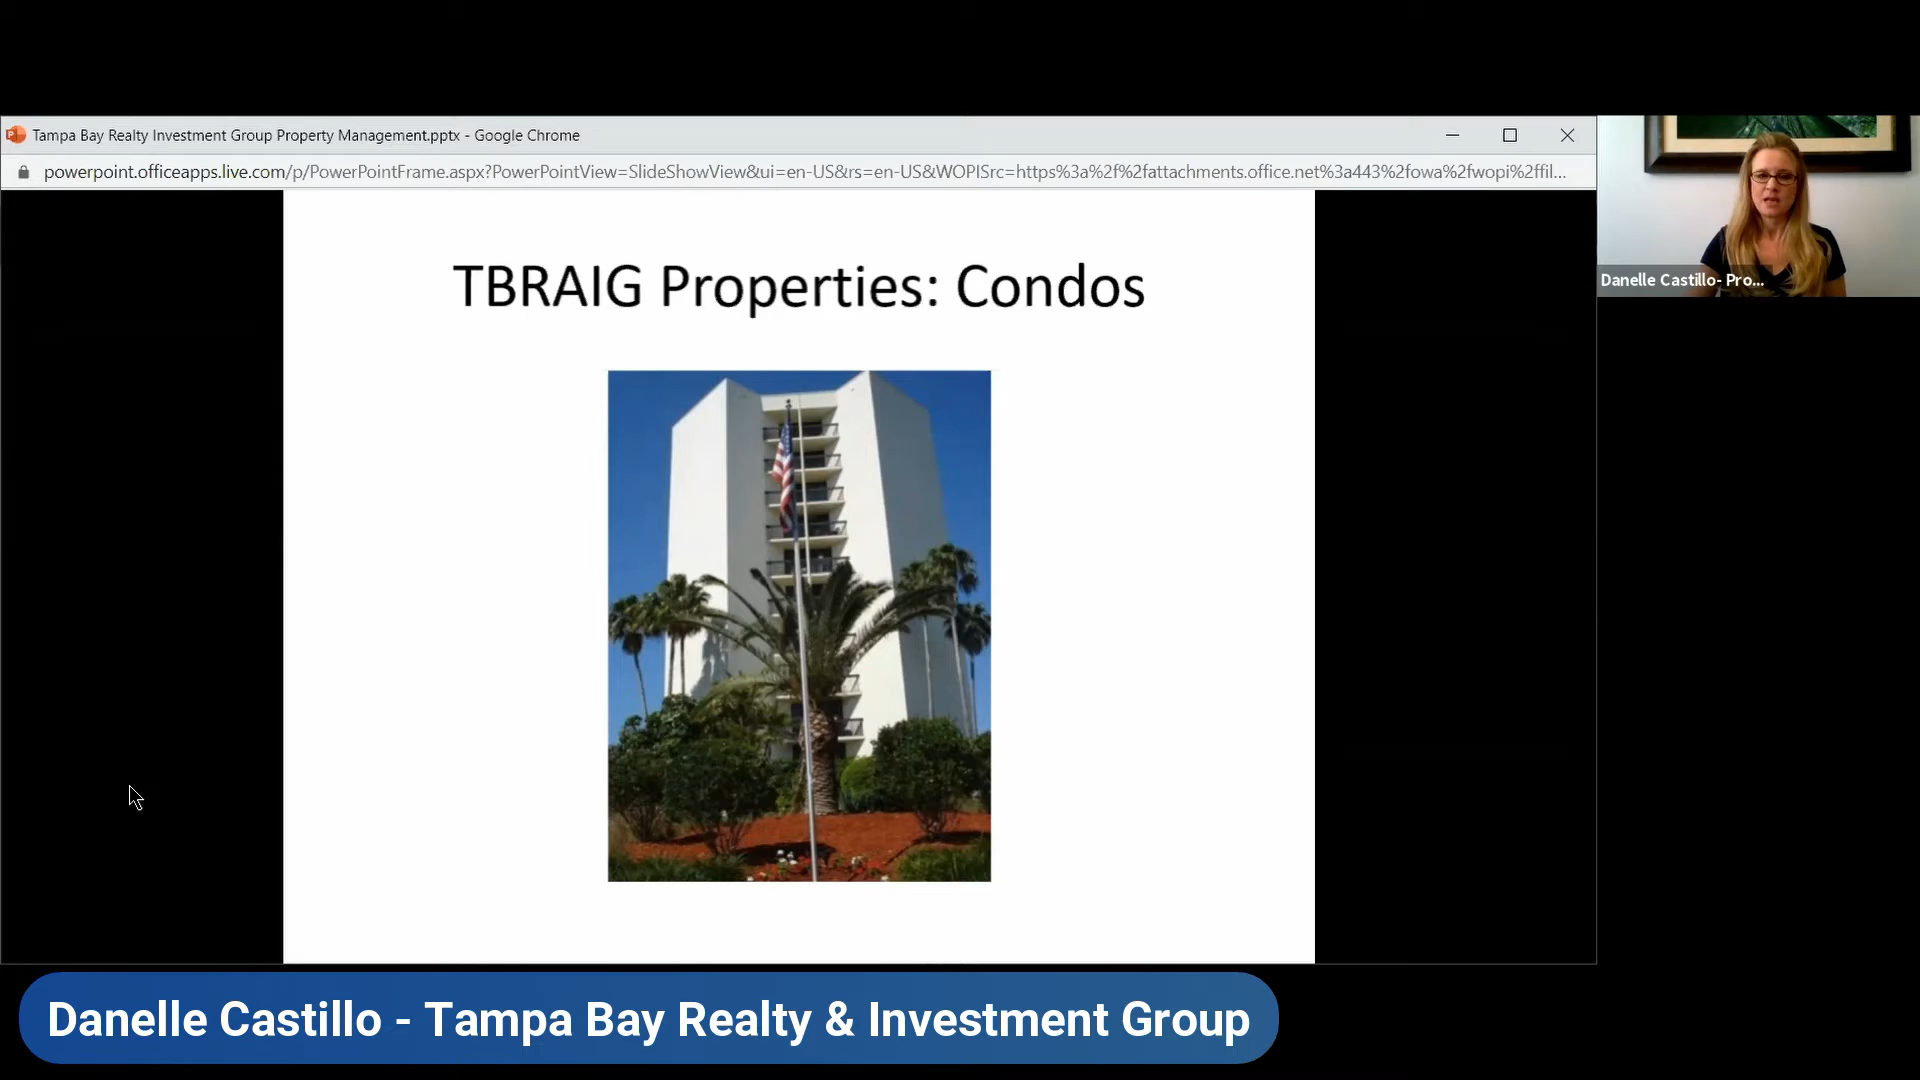 Tampa Bay Realty Investment Group Property Management.pptx - Google Chrome
powerpoint.officeapps.live.com/p/PowerPointFrame.aspx?PowerPointView=SlideShowView&ui=en-US&rs=en-US&WOPISrc=https%3a%2f%2fattachments.office.net%3a443%2fowa%2fwopi%2ffil...
TBRAIG Properties: Condos
Danelle Castillo- Pro...
Danelle Castillo - Tampa Bay Realty & Investment Group